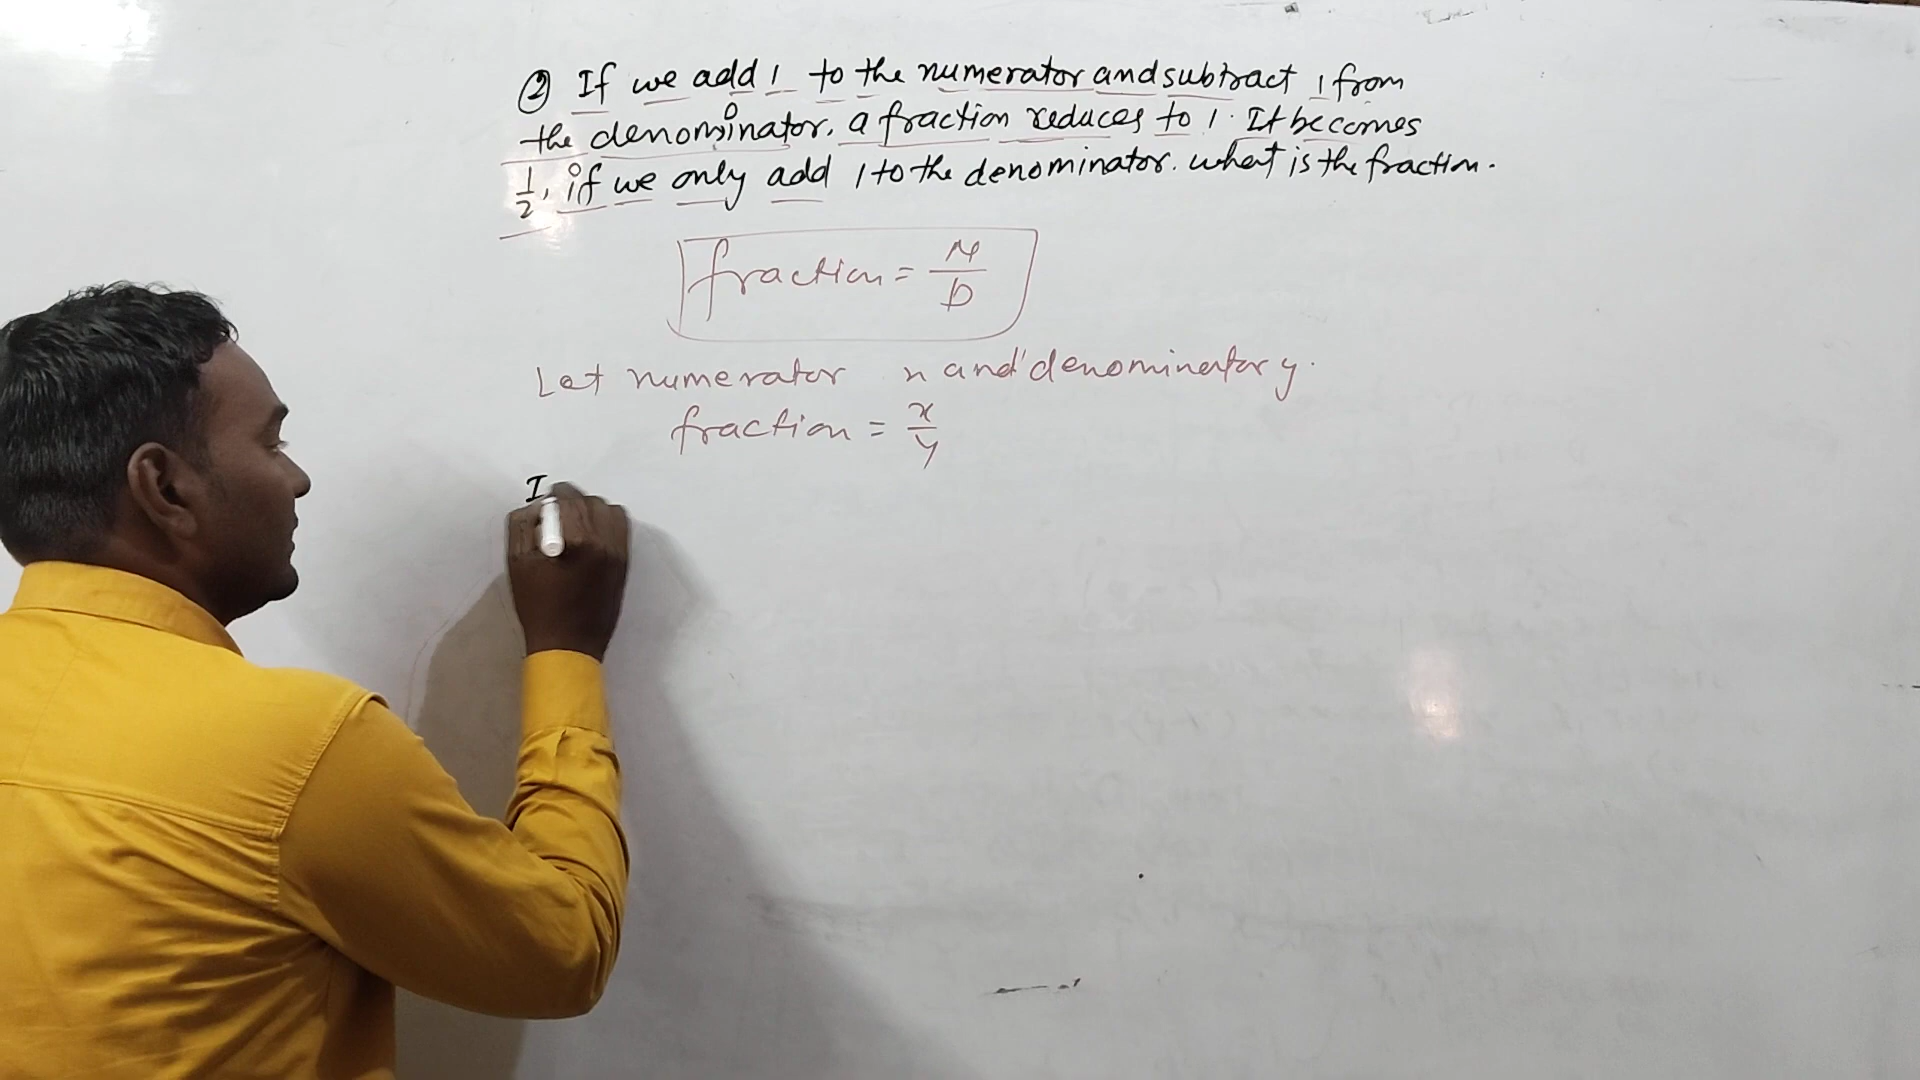 ② If we add 1 to the numerator and subtract 1 from
the denominator, a fraction reduces to 1. It becomes
1/2, if we only add 1 to the denominator. what is the fraction.
fraction = N/D
Let numerator x and denominator y.
fraction = x/y
I